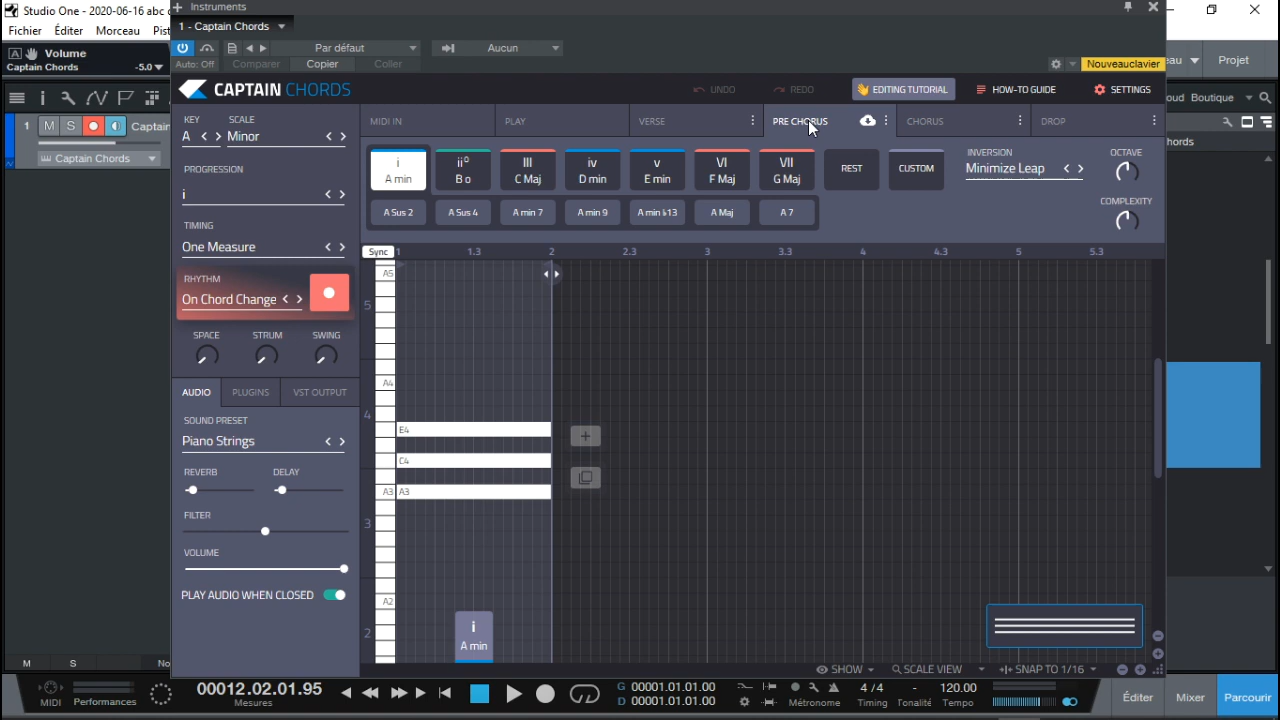 Studio One - 2020-06-16 abc
Instruments
Fichier Éditer Morceau Pist
1 - Captain Chords
A Volume
Captain Chords -5.0
Par défaut Aucun
Auto: Off Comparer Copier Coller
Nouveauclavier
eau Projet
CAPTAIN CHORDS
UNDO REDO EDITING TUTORIAL HOW-TO GUIDE SETTINGS
oud Boutique
1 M S Captain
Captain Chords
hords
KEY SCALE
A Minor
PROGRESSION
i
TIMING
One Measure
RHYTHM
On Chord Change
SPACE STRUM SWING
AUDIO PLUGINS VST OUTPUT
SOUND PRESET
Piano Strings
REVERB DELAY
FILTER
VOLUME
PLAY AUDIO WHEN CLOSED
MIDI IN PLAY VERSE PRE CHORUS CHORUS DROP
i iiº III iv v VI VII
A min B o C Maj D min E min F Maj G Maj
REST CUSTOM
INVERSION
Minimize Leap
OCTAVE
COMPLEXITY
A Sus 2 A Sus 4 A min 7 A min 9 A min ♭13 A Maj A 7
Sync 1 1.3 2 2.3 3 3.3 4 4.3 5 5.3
A5
5
A4
4
E4
C4
A3 A3
3
A2
2
i
A min
SHOW SCALE VIEW SNAP TO 1/16
M S No
MIDI Performances
00012.02.01.95
Mesures
G 00001.01.01.00
D 00001.01.01.00
Métronome
4 / 4
Timing
-
Tonalité
120.00
Tempo
Éditer Mixer Parcourir